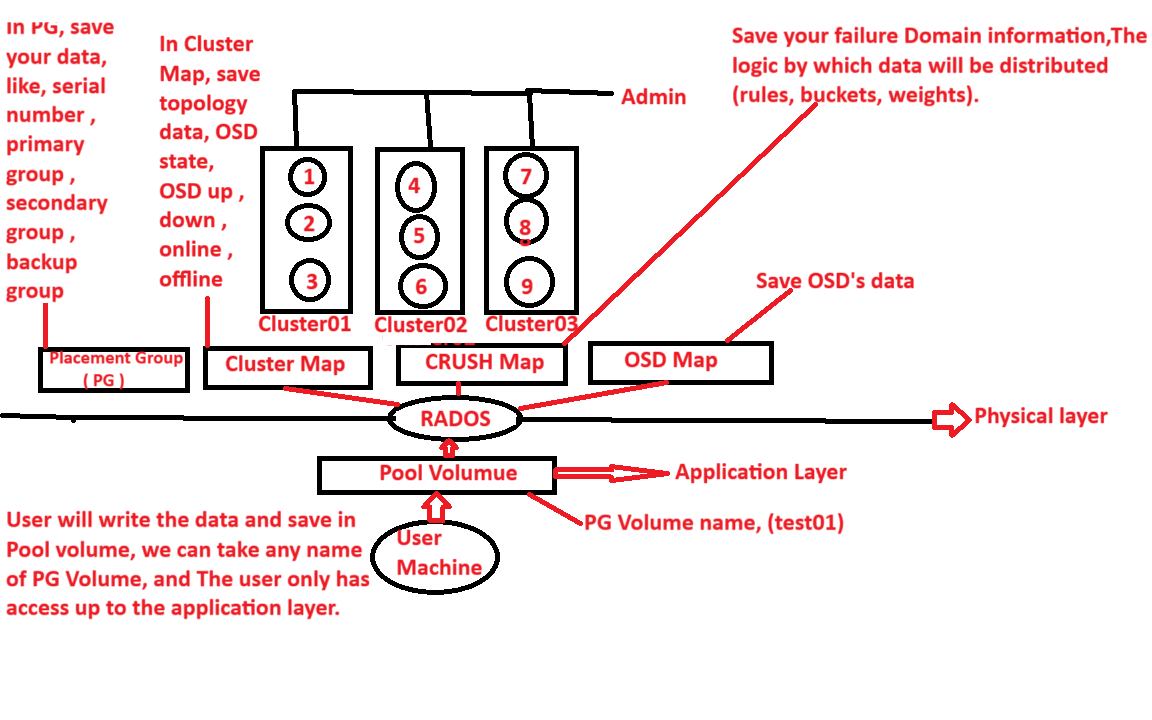 In PG, save
your data,
like, serial
number ,
primary
group ,
secondary
group ,
backup
group
In Cluster
Map, save
topology
data, OSD
state,
OSD up ,
down ,
online ,
offline
Save your failure Domain information,The
logic by which data will be distributed
(rules, buckets, weights).
Admin
1
2
3
4
5
6
7
8
9
Cluster01
Cluster02
Cluster03
Save OSD's data
Placement Group
( PG )
Cluster Map
CRUSH Map
OSD Map
RADOS
Physical layer
Pool Volumue
Application Layer
PG Volume name, (test01)
User
Machine
User will write the data and save in
Pool volume, we can take any name
of PG Volume, and The user only has
access up to the application layer.